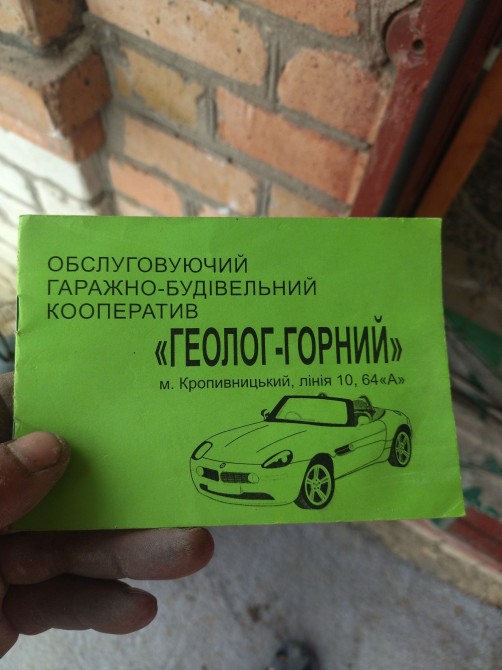 ОБСЛУГОВУЮЧИЙ
ГАРАЖНО-БУДІВЕЛЬНИЙ
КООПЕРАТИВ
«ГЕОЛОГ-ГОРНИЙ»
м. Кропивницький, лінія 10, 64«А»